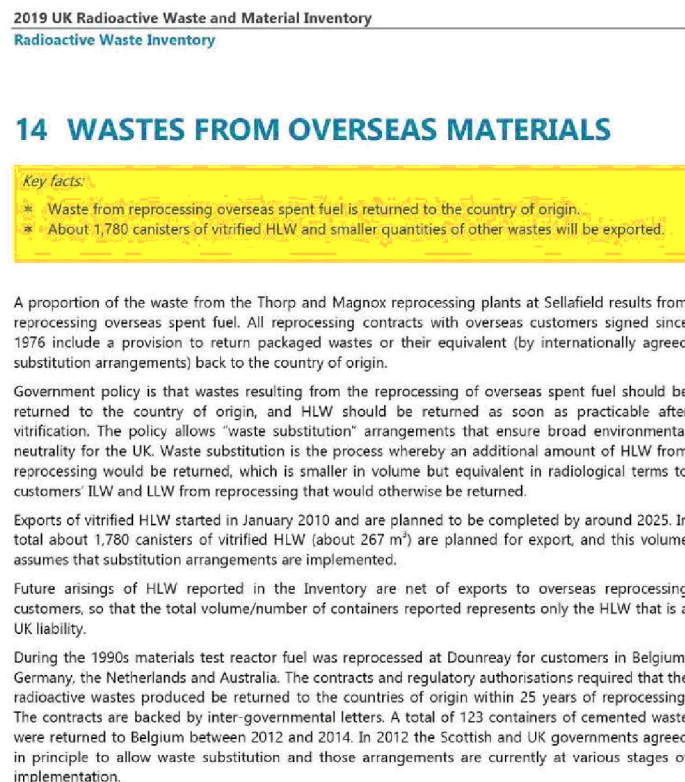 2019 UK Radioactive Waste and Material Inventory
Radioactive Waste Inventory
14 WASTES FROM OVERSEAS MATERIALS
Key facts:
* Waste from reprocessing overseas spent fuel is returned to the country of origin.
* About 1,780 canisters of vitrified HLW and smaller quantities of other wastes will be exported.
A proportion of the waste from the Thorp and Magnox reprocessing plants at Sellafield results from
reprocessing overseas spent fuel. All reprocessing contracts with overseas customers signed since
1976 include a provision to return packaged wastes or their equivalent (by internationally agreed
substitution arrangements) back to the country of origin.
Government policy is that wastes resulting from the reprocessing of overseas spent fuel should be
returned to the country of origin, and HLW should be returned as soon as practicable after
vitrification. The policy allows "waste substitution" arrangements that ensure broad environmenta
neutrality for the UK. Waste substitution is the process whereby an additional amount of HLW from
reprocessing would be returned, which is smaller in volume but equivalent in radiological terms to
customers' ILW and LLW from reprocessing that would otherwise be returned.
Exports of vitrified HLW started in January 2010 and are planned to be completed by around 2025. In
total about 1,780 canisters of vitrified HLW (about 267 m³) are planned for export, and this volume
assumes that substitution arrangements are implemented.
Future arisings of HLW reported in the Inventory are net of exports to overseas reprocessing
customers, so that the total volume/number of containers reported represents only the HLW that is a
UK liability.
During the 1990s materials test reactor fuel was reprocessed at Dounreay for customers in Belgium,
Germany, the Netherlands and Australia. The contracts and regulatory authorisations required that the
radioactive wastes produced be returned to the countries of origin within 25 years of reprocessing.
The contracts are backed by inter-governmental letters. A total of 123 containers of cemented waste
were returned to Belgium between 2012 and 2014. In 2012 the Scottish and UK governments agreed
in principle to allow waste substitution and those arrangements are currently at various stages of
implementation.